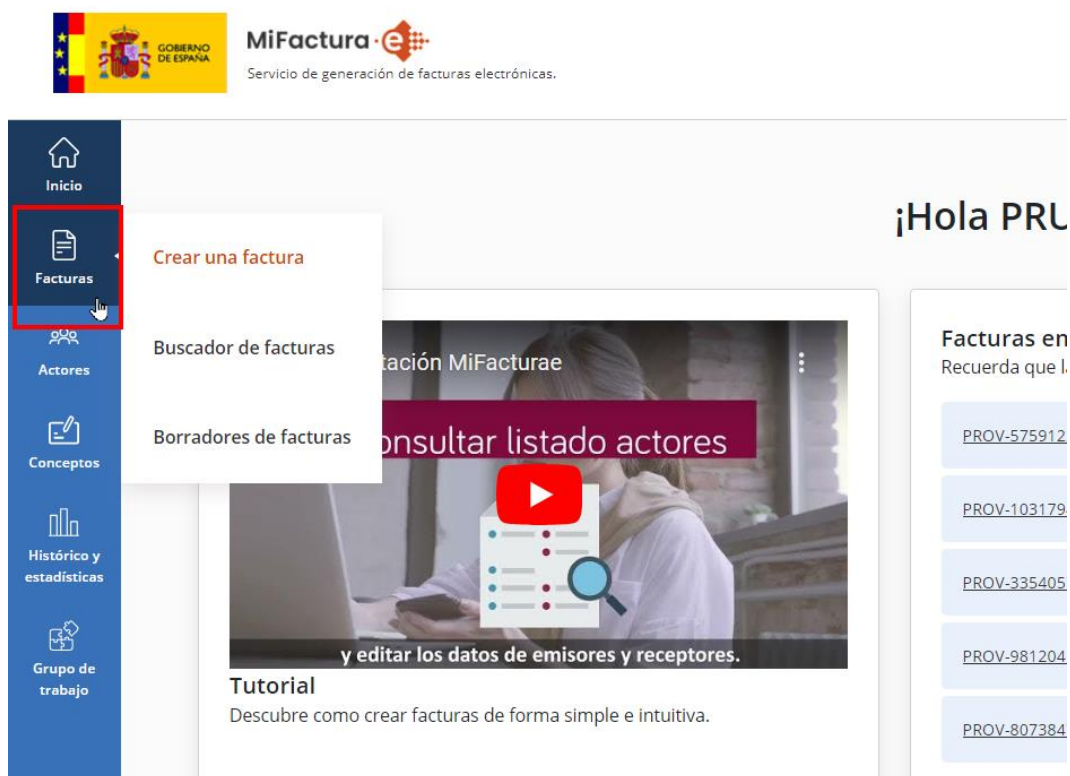 GOBIERNO
DE ESPAÑA
MiFactura·e
Servicio de generación de facturas electrónicas.
Inicio
Facturas
Actores
Conceptos
Histórico y
estadísticas
Grupo de
trabajo
Crear una factura
Buscador de facturas
Borradores de facturas
¡Hola PRU
tación MiFacturae
onsultar listado actores
y editar los datos de emisores y receptores.
Tutorial
Descubre como crear facturas de forma simple e intuitiva.
Facturas en
Recuerda que la
PROV-575912
PROV-103179
PROV-335405
PROV-981204
PROV-807384